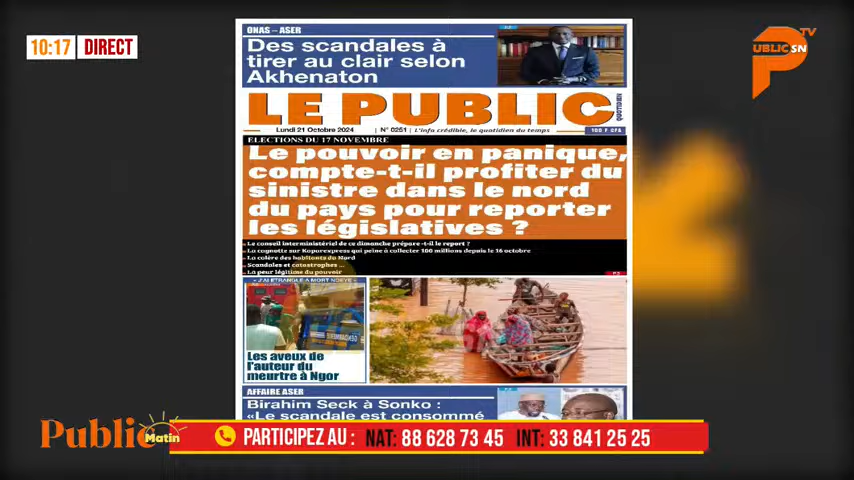 10:17 DIRECT
TV
UBLIC SN
ONAS – ASER
Des scandales à
tirer au clair selon
Akhenaton
LE PUBLIC
QUOTIDIEN
Lundi 21 Octobre 2024 | N° 0251 | L'info crédible, le quotidien du temps
100 F CFA
ELECTIONS DU 17 NOVEMBRE
Le pouvoir en panique,
compte-t-il profiter du
sinistre dans le nord
du pays pour reporter
les législatives ?
Le conseil interministériel de ce dimanche prépare-t-il le report ?
La cagnotte sur Koparexpress qui peine à collecter 100 millions depuis le 16 octobre
La colère des habitants du Nord
Scandales et catastrophes ...
La peur légitime du pouvoir
« J'AI ETRANGLE A MORT NDEYE »
Les aveux de
l'auteur du
meurtre à Ngor
AFFAIRE ASER
Birahim Seck à Sonko :
«Le scandale est consommé
Public
Matin
PARTICIPEZ AU : NAT: 88 628 73 45 INT: 33 841 25 25